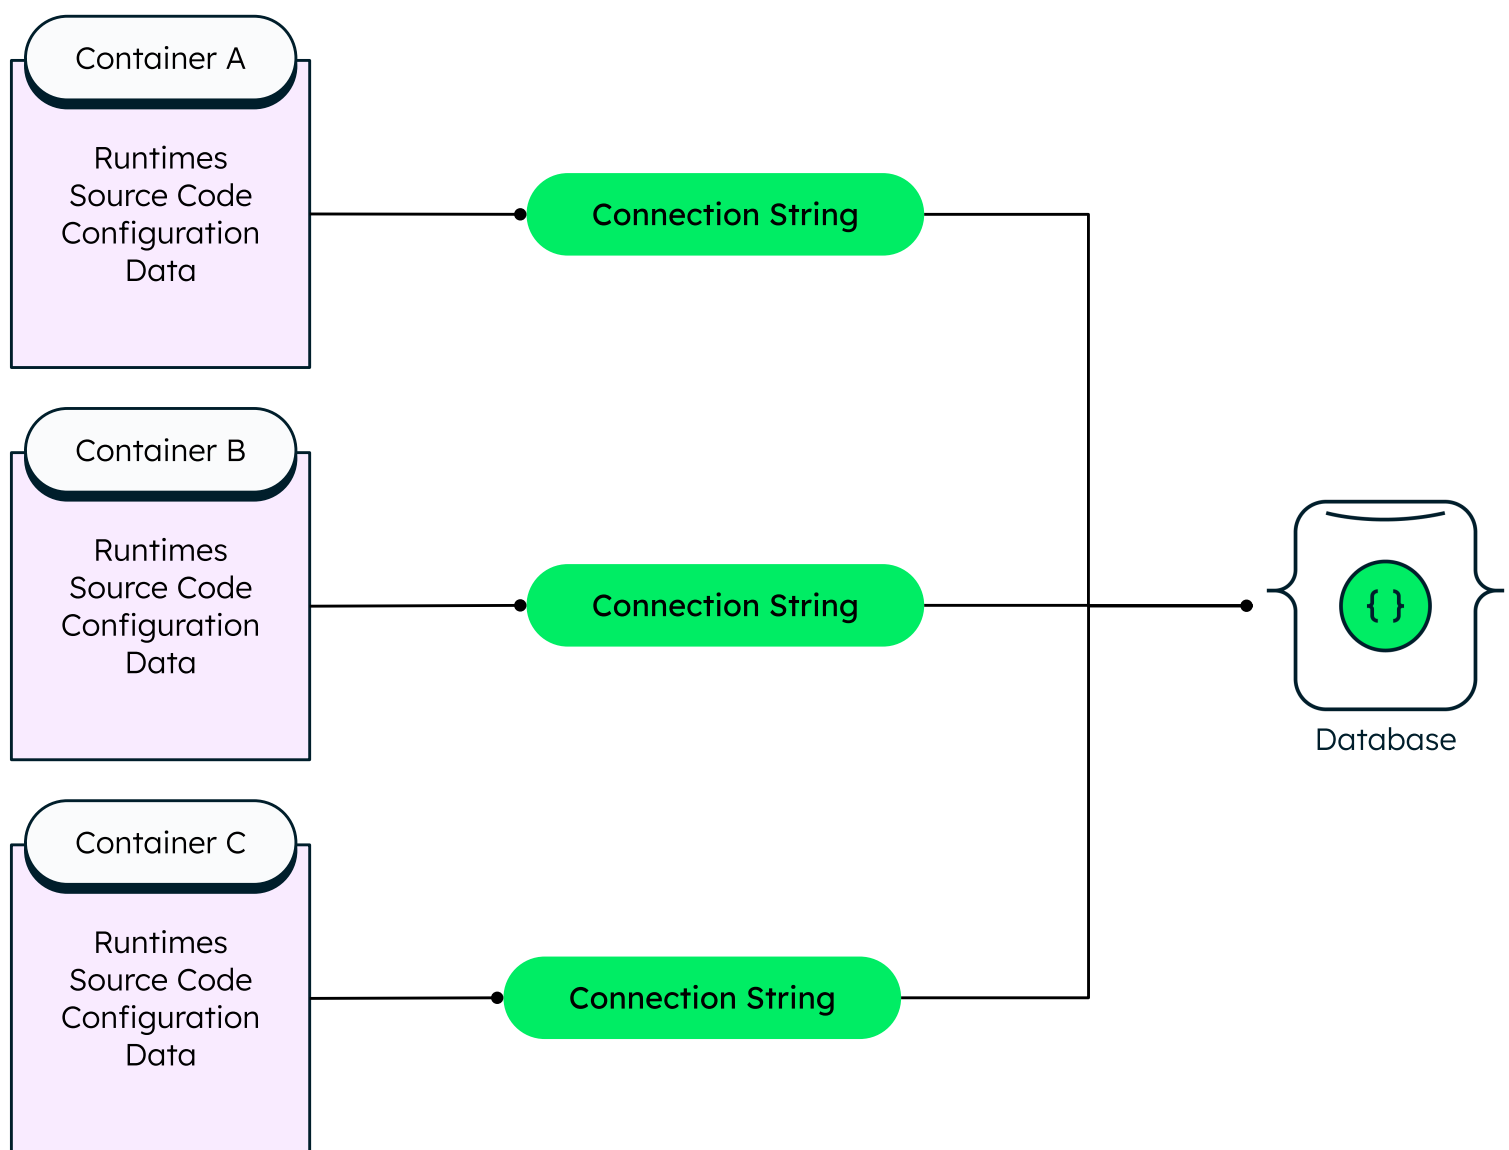 Container A
Runtimes
Source Code
Configuration
Data
Connection String
Container B
Runtimes
Source Code
Configuration
Data
Connection String
{ }
Database
Container C
Runtimes
Source Code
Configuration
Data
Connection String